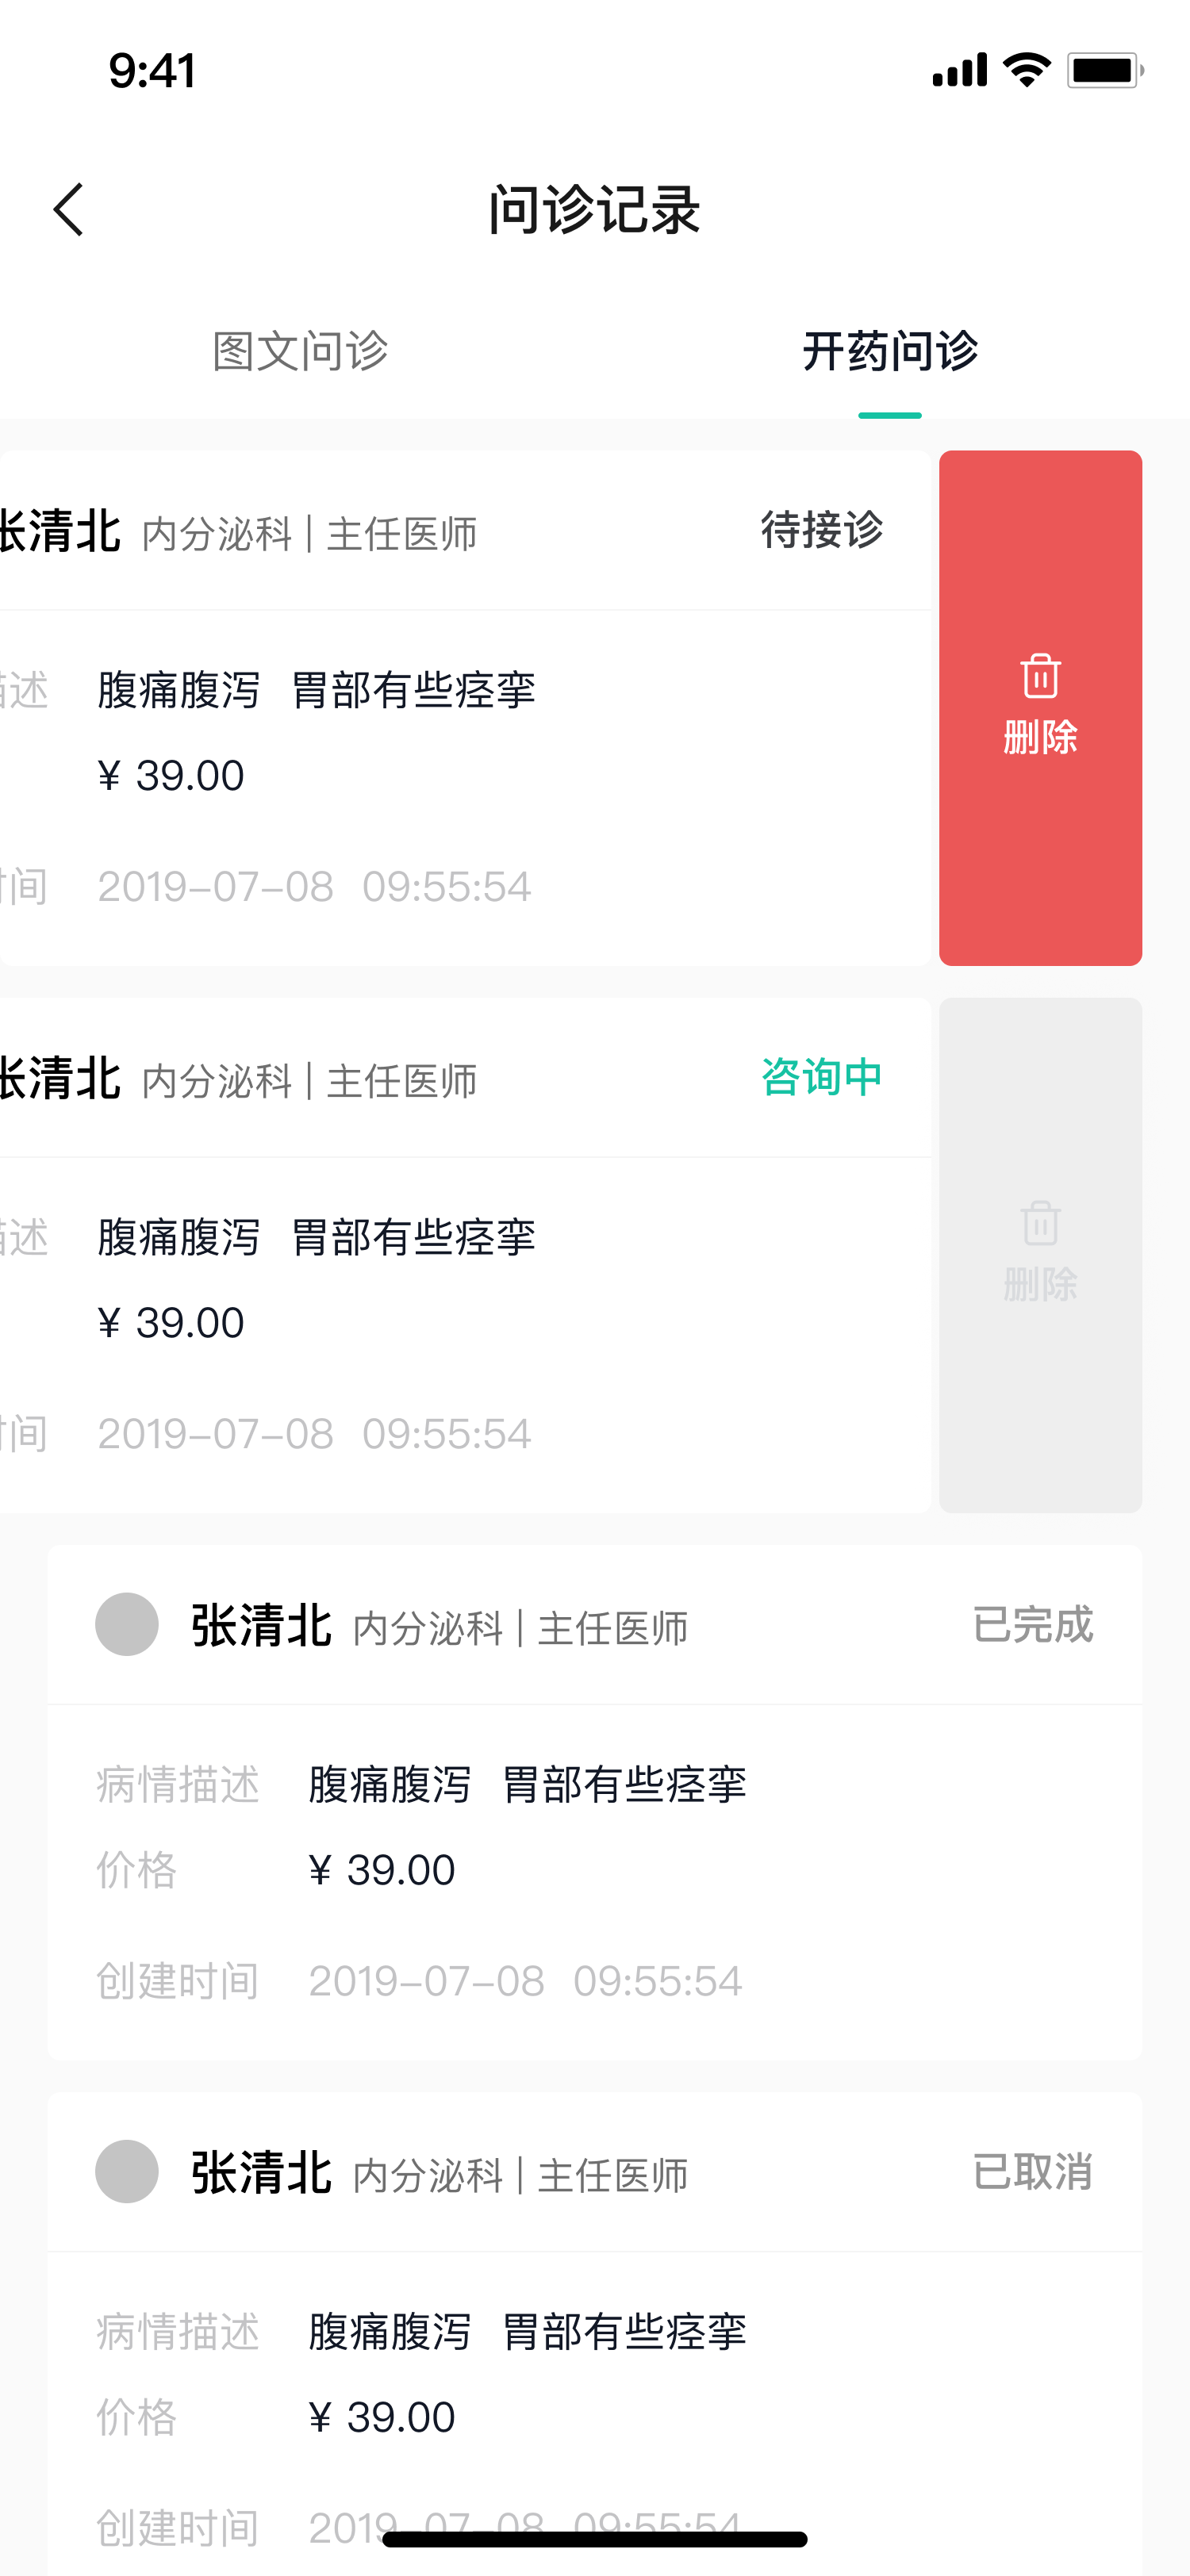 9:41
问诊记录
图文问诊 开药问诊
张清北 内分泌科 | 主任医师 待接诊
描述 腹痛腹泻 胃部有些痉挛
¥ 39.00
删除
时间 2019-07-08 09:55:54
张清北 内分泌科 | 主任医师 咨询中
描述 腹痛腹泻 胃部有些痉挛
¥ 39.00
删除
时间 2019-07-08 09:55:54
张清北 内分泌科 | 主任医师 已完成
病情描述 腹痛腹泻 胃部有些痉挛
价格 ¥ 39.00
创建时间 2019-07-08 09:55:54
张清北 内分泌科 | 主任医师 已取消
病情描述 腹痛腹泻 胃部有些痉挛
价格 ¥ 39.00
创建时间 2019-07-08 09:55:54